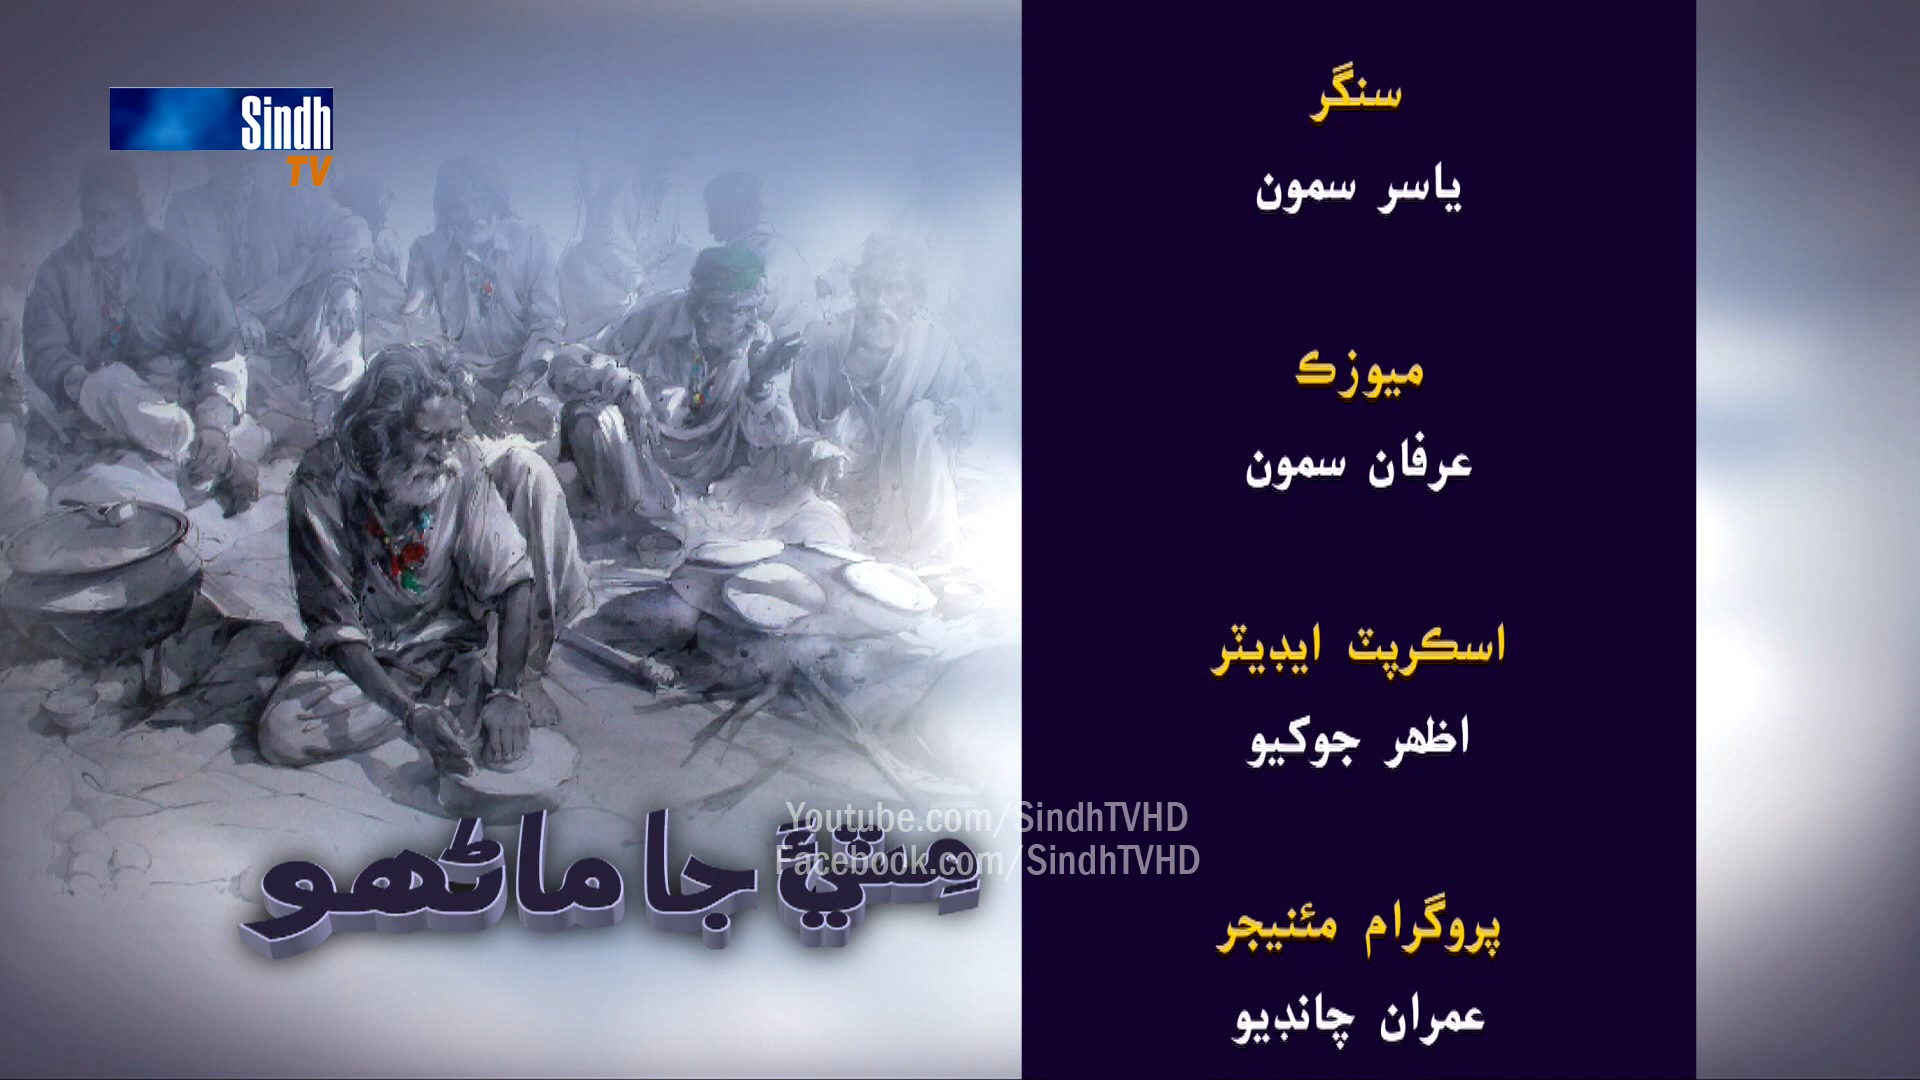 Sindh
TV
مِٽيَّ جا ماڻهو
Youtube.com/SindhTVHD
Facebook.com/SindhTVHD
سنگر
ياسر سمون
ميوزڪ
عرفان سمون
اسڪرپٽ ايڊيٽر
اظهر جوکيو
پروگرام مئنيجر
عمران چانڊيو